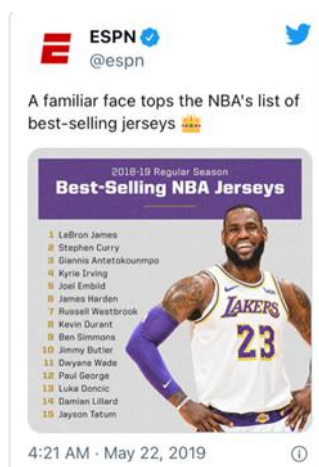 ESPN
@espn
A familiar face tops the NBA's list of
best-selling jerseys
2018-19 Regular Season
Best-Selling NBA Jerseys
1 LeBron James
2 Stephen Curry
3 Giannis Antetokounmpo
4 Kyrie Irving
5 Joel Embiid
6 James Harden
7 Russell Westbrook
8 Kevin Durant
9 Ben Simmons
10 Jimmy Butler
11 Dwyane Wade
12 Paul George
13 Luka Doncic
14 Damian Lillard
15 Jayson Tatum
LAKERS
23
4:21 AM · May 22, 2019